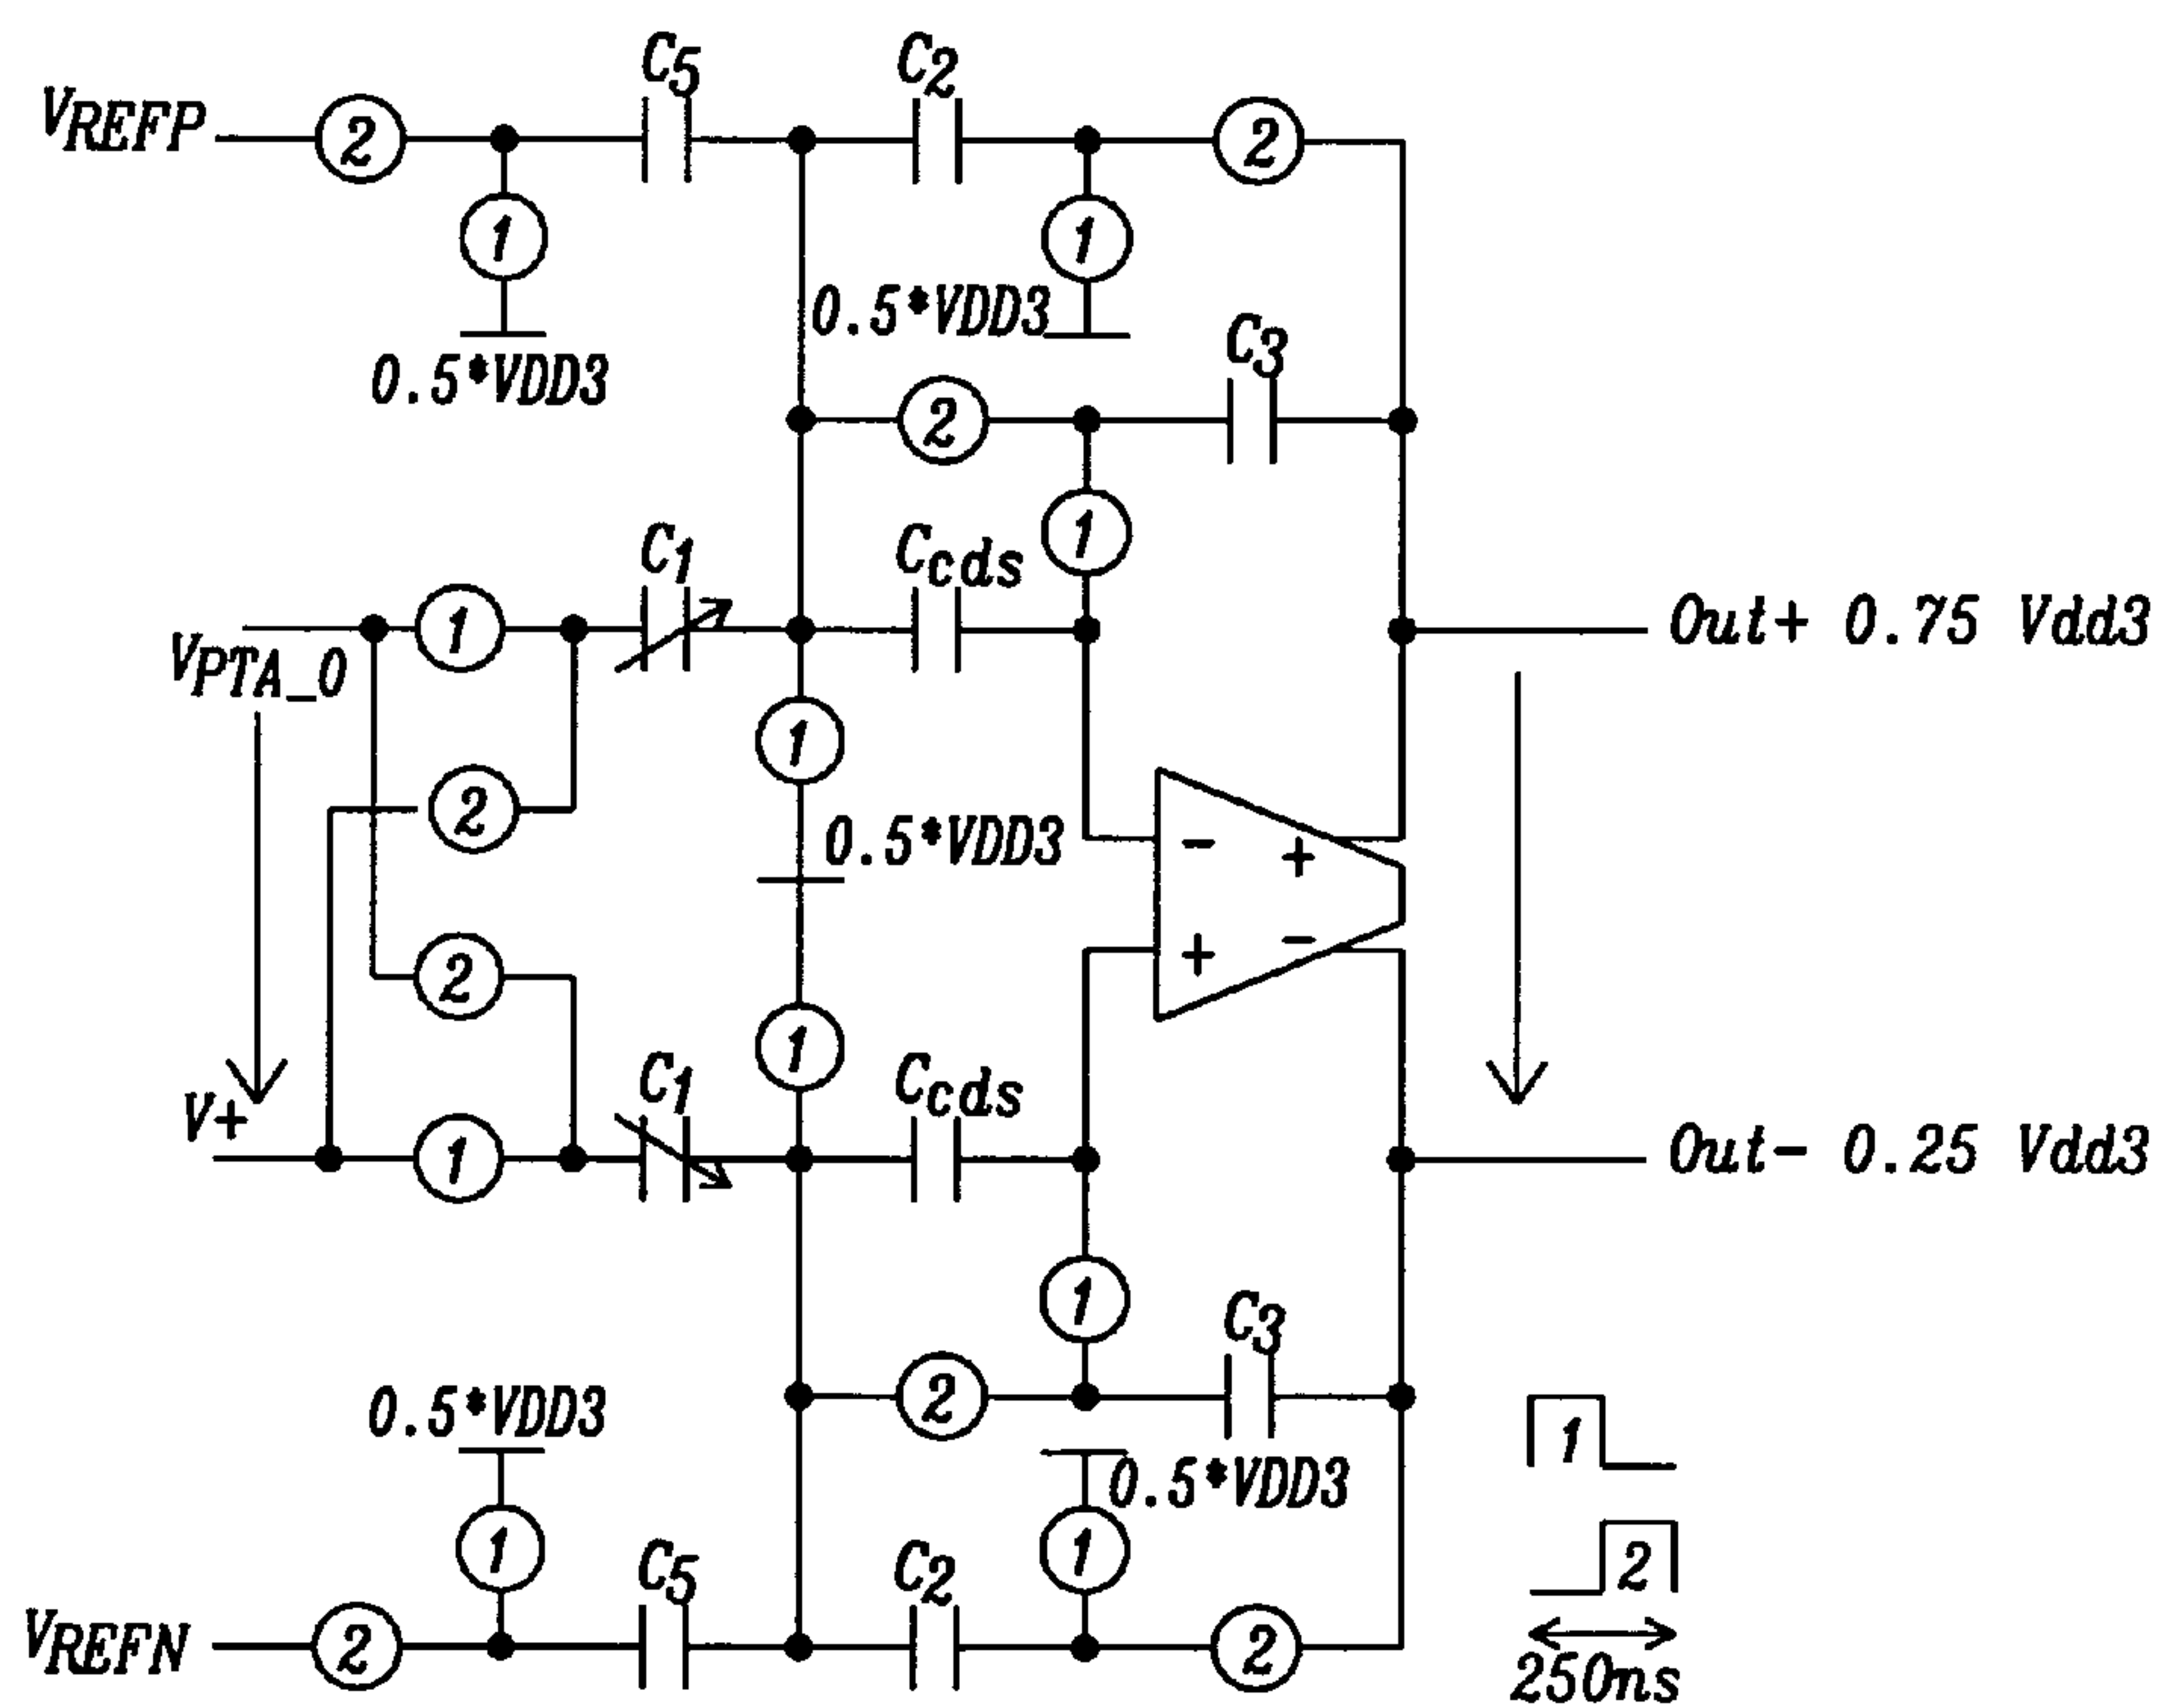 C5
C2
VREFP
2
2
1
1
0.5*VDD3
0.5*VDD3
C3
2
1
C1
Ccds
1
VPTA_0
Out+ 0.75 Vdd3
1
2
0.5*VDD3
- +
+ -
2
1
C1
Ccds
V+
1
Out- 0.25 Vdd3
1
C3
2
0.5*VDD3
0.5*VDD3
1
1
1
C5
C2
2
VREFN
2
2
250ns